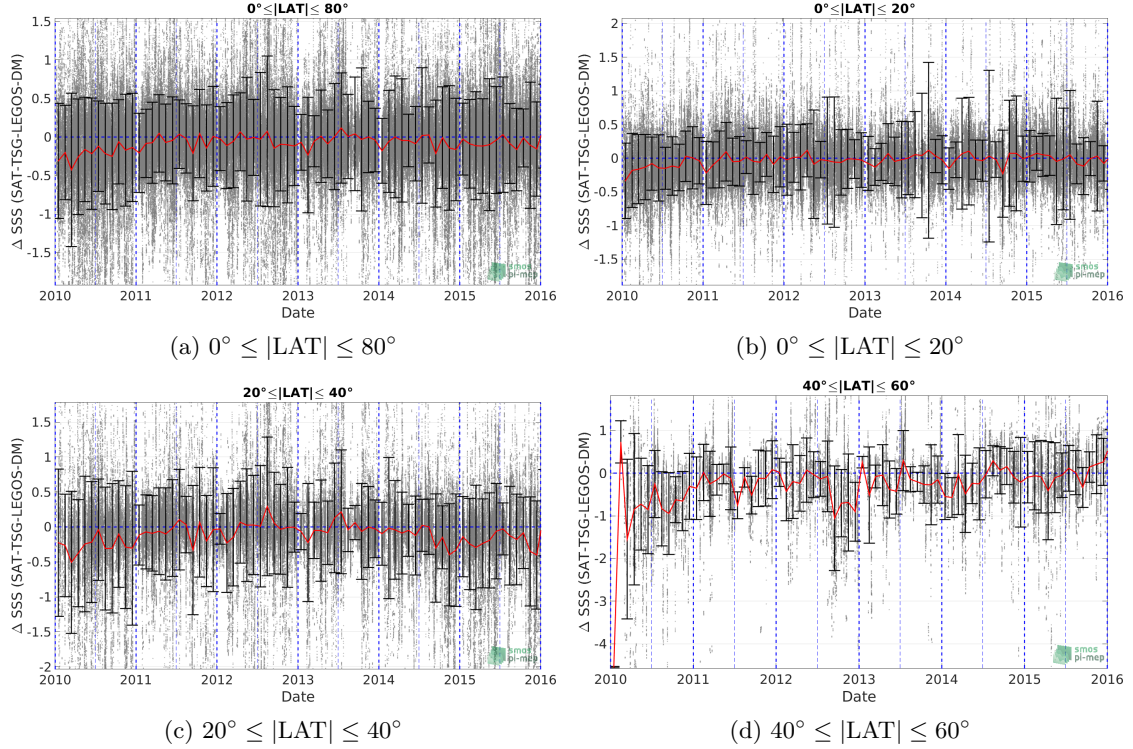 0°≤|LAT|≤ 80°
Δ SSS (SAT-TSG-LEGOS-DM)
1.5
1
0.5
0
-0.5
-1
-1.5
2010 2011 2012 2013 2014 2015 2016
Date
smos
pi-mep
(a) 0° ≤ |LAT| ≤ 80°
0°≤|LAT|≤ 20°
Δ SSS (SAT-TSG-LEGOS-DM)
2
1.5
1
0.5
0
-0.5
-1
-1.5
2010 2011 2012 2013 2014 2015 2016
Date
smos
pi-mep
(b) 0° ≤ |LAT| ≤ 20°
20°≤|LAT|≤ 40°
Δ SSS (SAT-TSG-LEGOS-DM)
1.5
1
0.5
0
-0.5
-1
-1.5
-2
2010 2011 2012 2013 2014 2015 2016
Date
smos
pi-mep
(c) 20° ≤ |LAT| ≤ 40°
40°≤|LAT|≤ 60°
Δ SSS (SAT-TSG-LEGOS-DM)
1
0
-1
-2
-3
-4
2010 2011 2012 2013 2014 2015 2016
Date
smos
pi-mep
(d) 40° ≤ |LAT| ≤ 60°